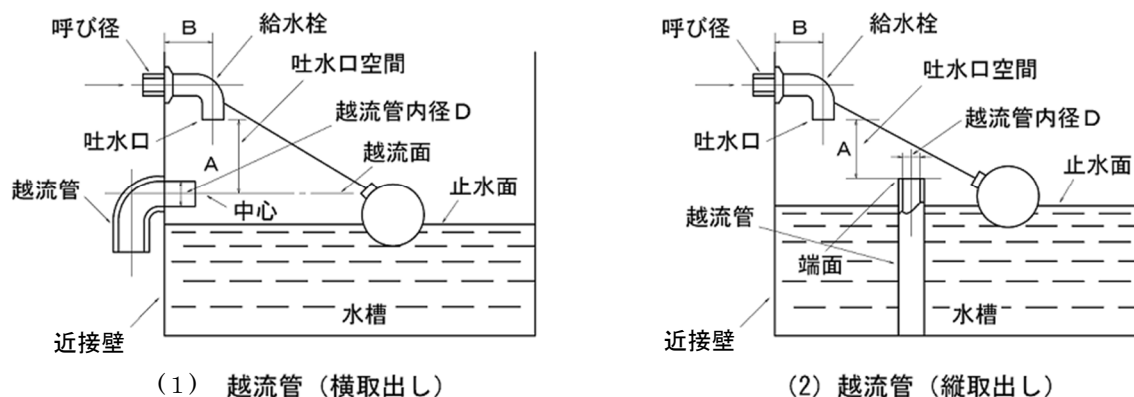 呼び径
B
給水栓
吐水口空間
越流管内径D
吐水口
A
越流面
越流管
止水面
中心
水槽
近接壁
(1) 越流管(横取出し)
呼び径
B
給水栓
吐水口空間
越流管内径D
吐水口
A
止水面
越流管
端面
水槽
近接壁
(2) 越流管(縦取出し)